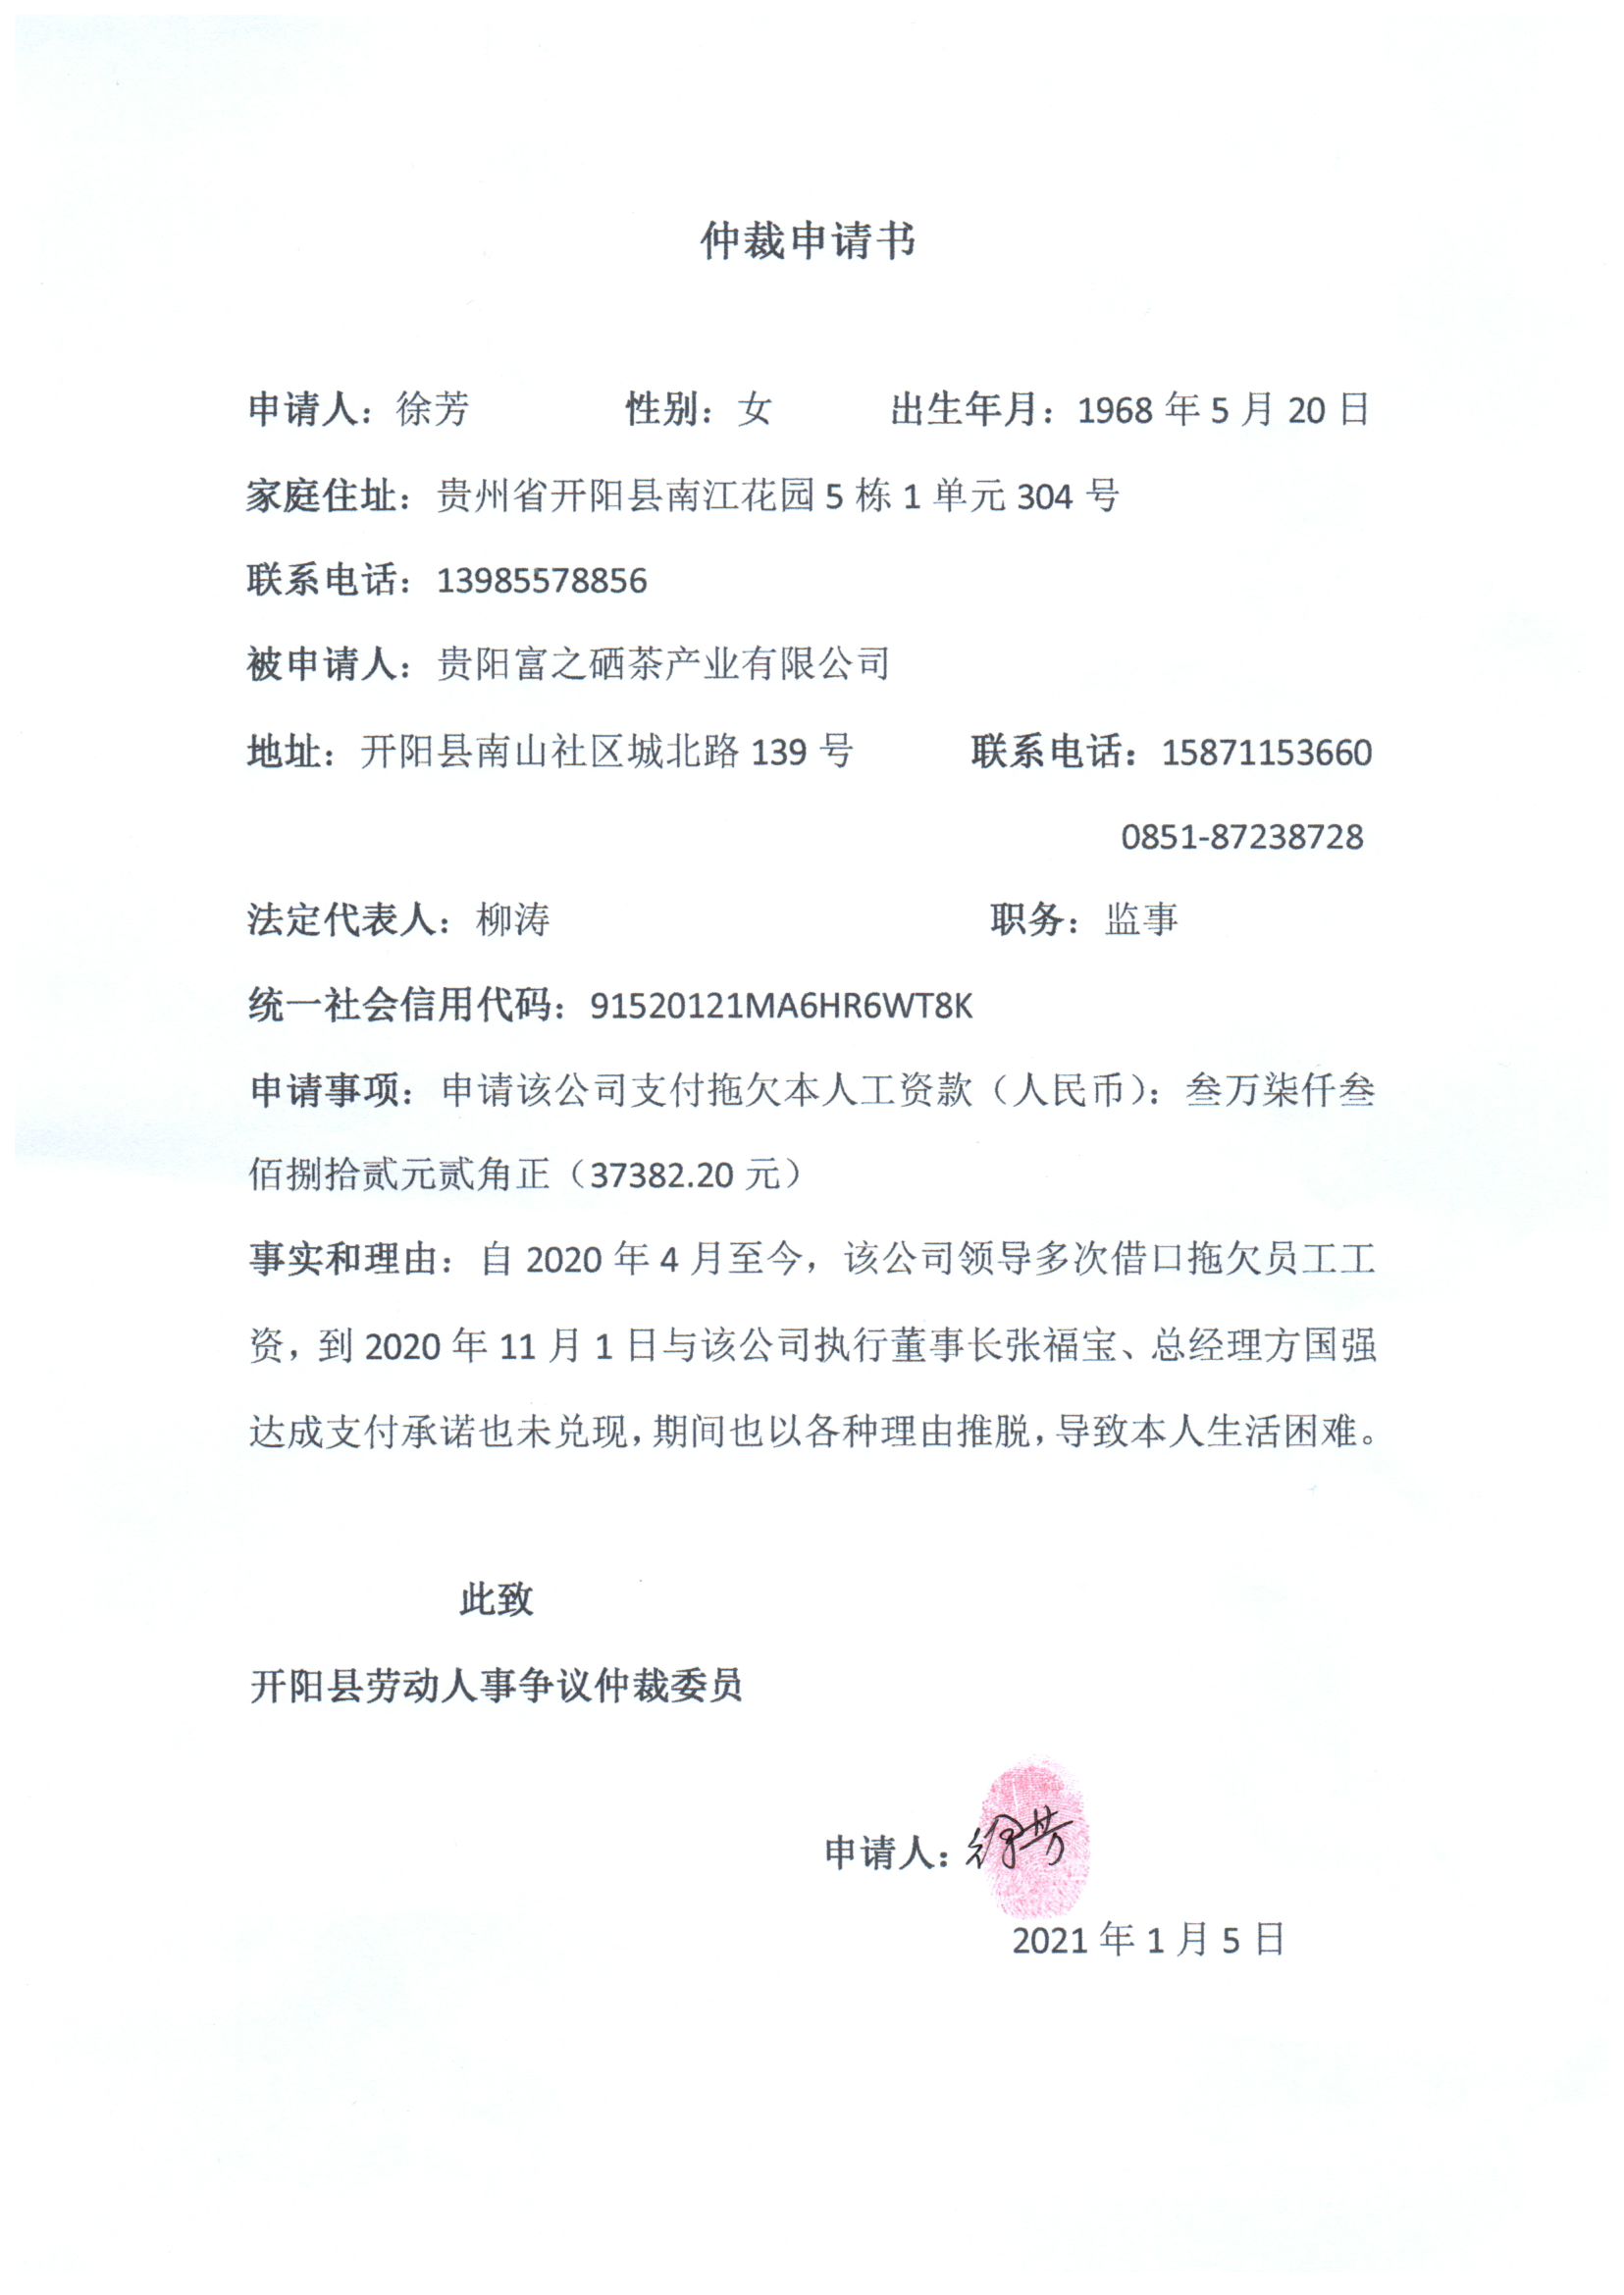 仲裁申请书
申请人：徐芳 性别：女 出生年月：1968 年 5 月 20 日
家庭住址：贵州省开阳县南江花园 5 栋 1 单元 304 号
联系电话：13985578856
被申请人：贵阳富之硒茶产业有限公司
地址：开阳县南山社区城北路 139 号 联系电话：15871153660
0851-87238728
法定代表人：柳涛 职务：监事
统一社会信用代码：91520121MA6HR6WT8K
申请事项：申请该公司支付拖欠本人工资款（人民币）：叁万柒仟叁
佰捌拾贰元贰角正（37382.20 元）
事实和理由：自 2020 年 4 月至今，该公司领导多次借口拖欠员工工
资，到 2020 年 11 月 1 日与该公司执行董事长张福宝、总经理方国强
达成支付承诺也未兑现，期间也以各种理由推脱，导致本人生活困难。
此致
开阳县劳动人事争议仲裁委员
申请人：徐芳
2021 年 1 月 5 日